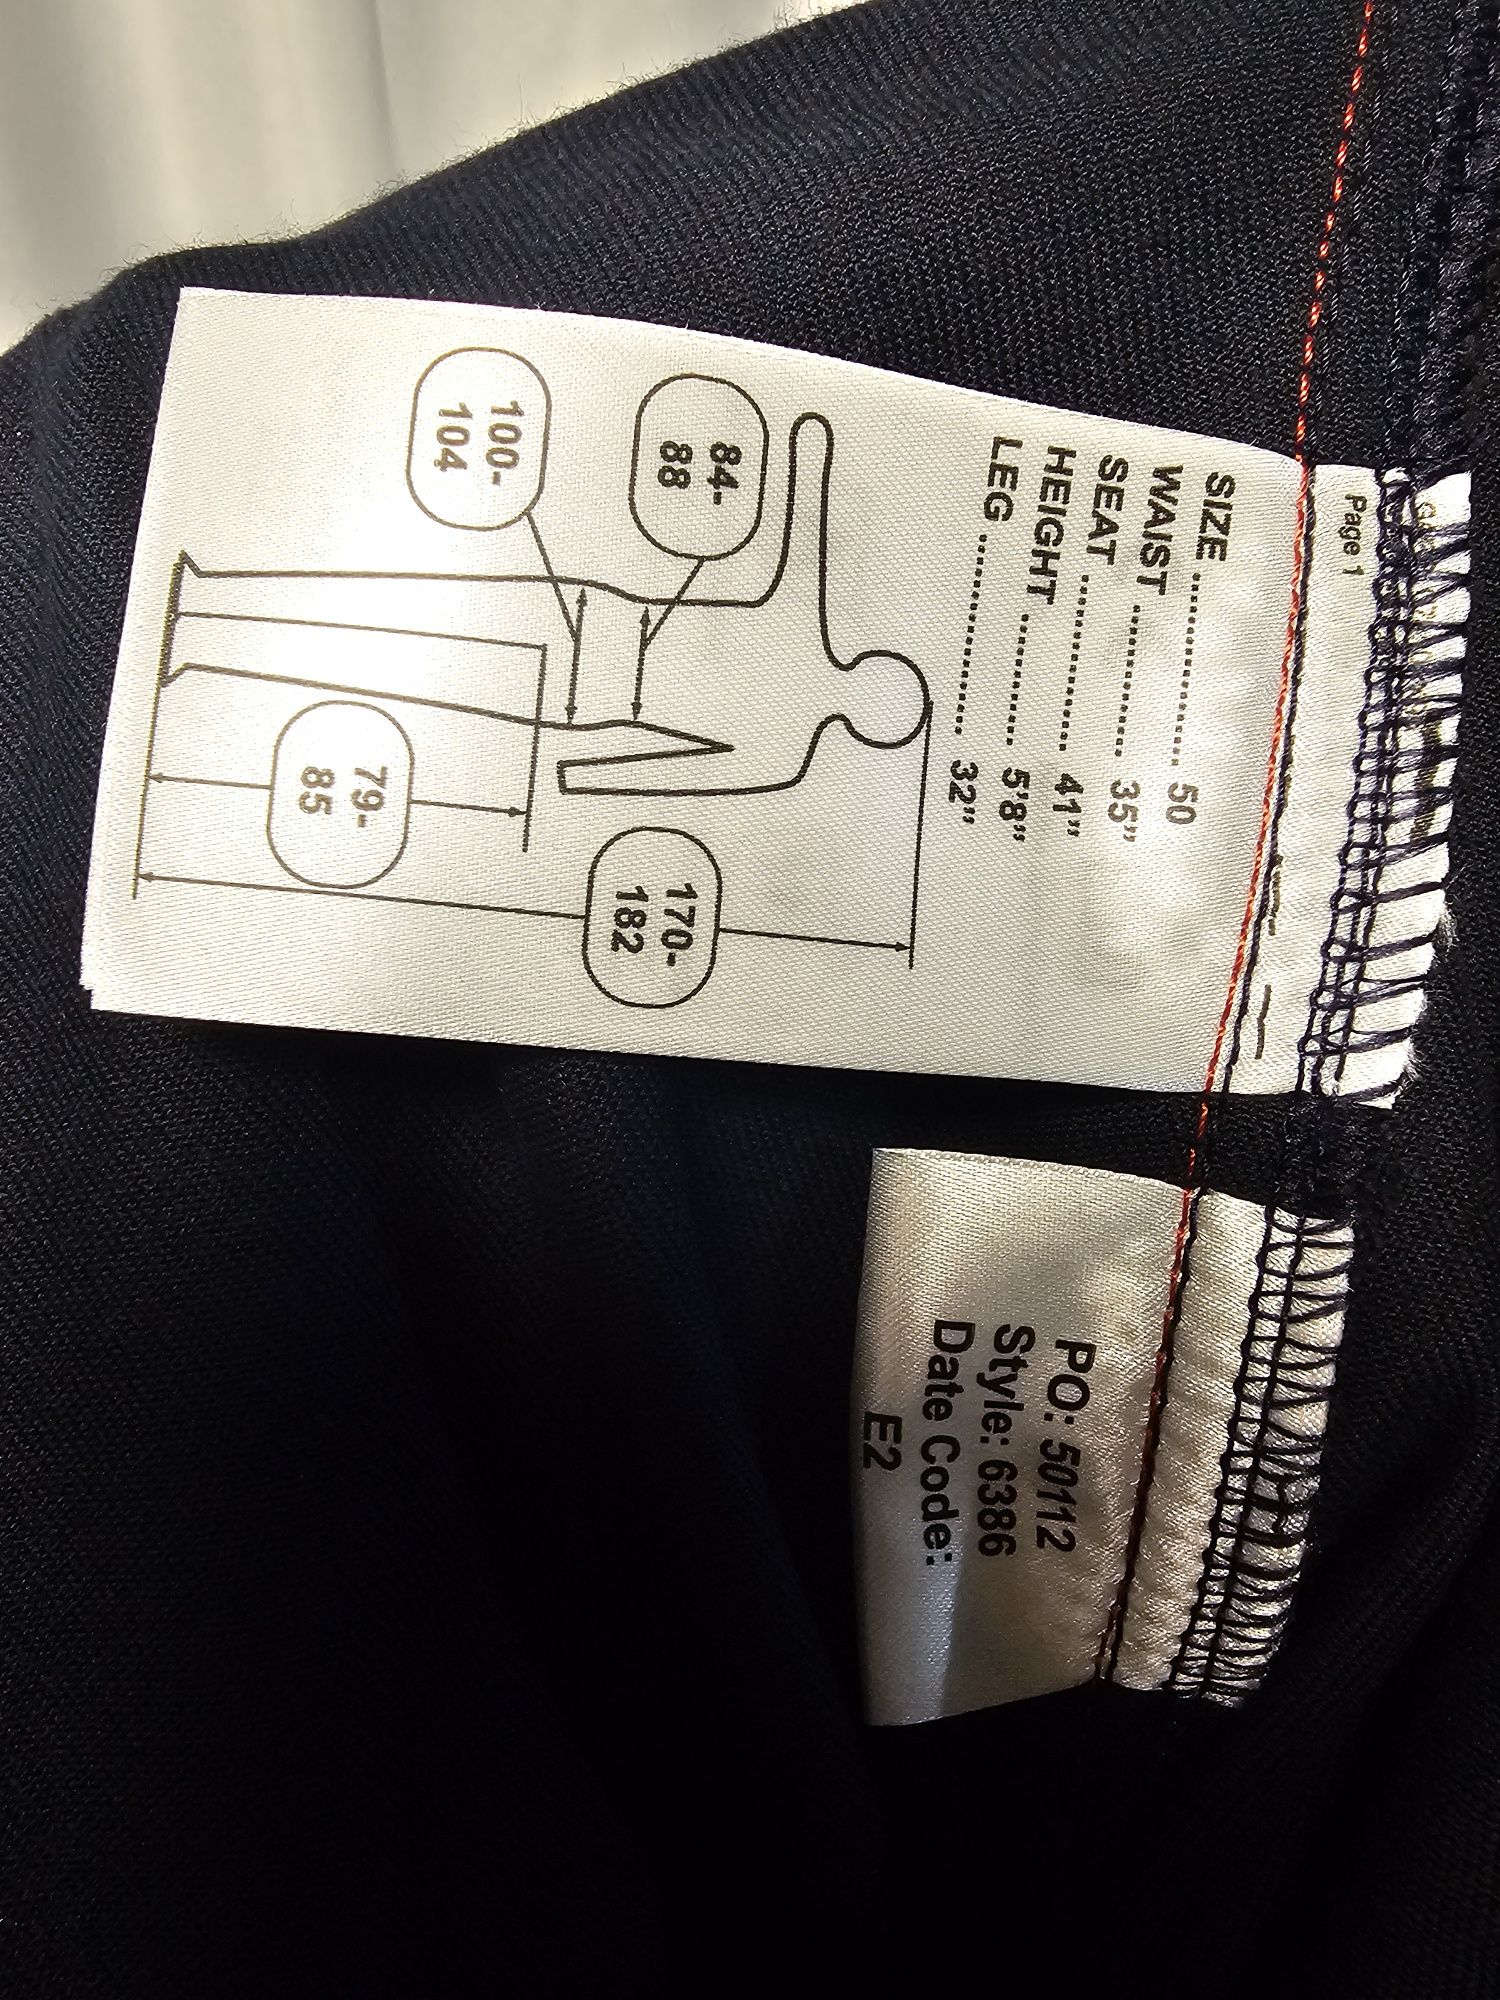 Page 1
SIZE .................... 50
WAIST ............... 35"
SEAT .................. 41"
HEIGHT ............. 5'8"
LEG .................... 32"
84-
88
100-
104
170-
182
79-
85
PO: 50112
Style: 6386
Date Code:
E2